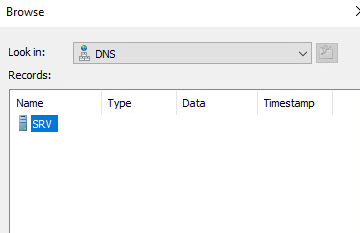 Browse
Look in: DNS
Records:
Name Type Data Timestamp
SRV